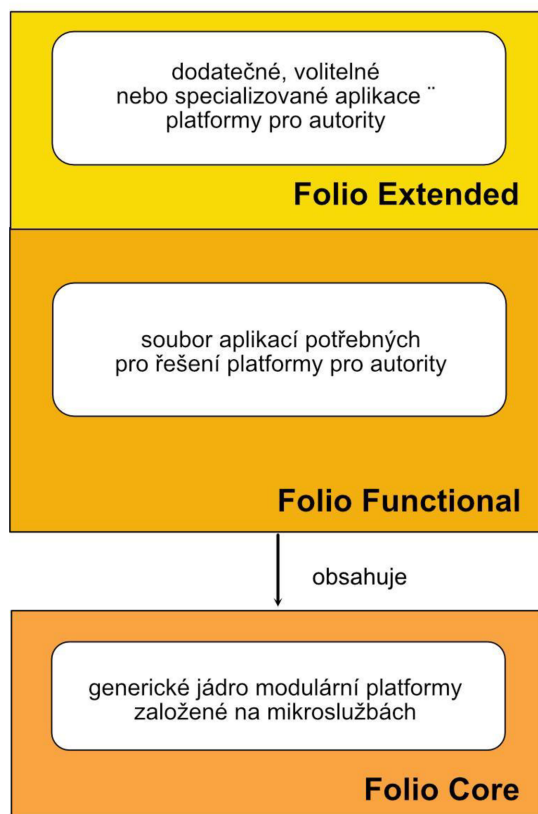 dodatečné, volitelné
nebo specializované aplikace ¨
platformy pro autority
Folio Extended
soubor aplikací potřebných
pro řešení platformy pro autority
Folio Functional
obsahuje
generické jádro modulární platformy
založené na mikroslužbách
Folio Core